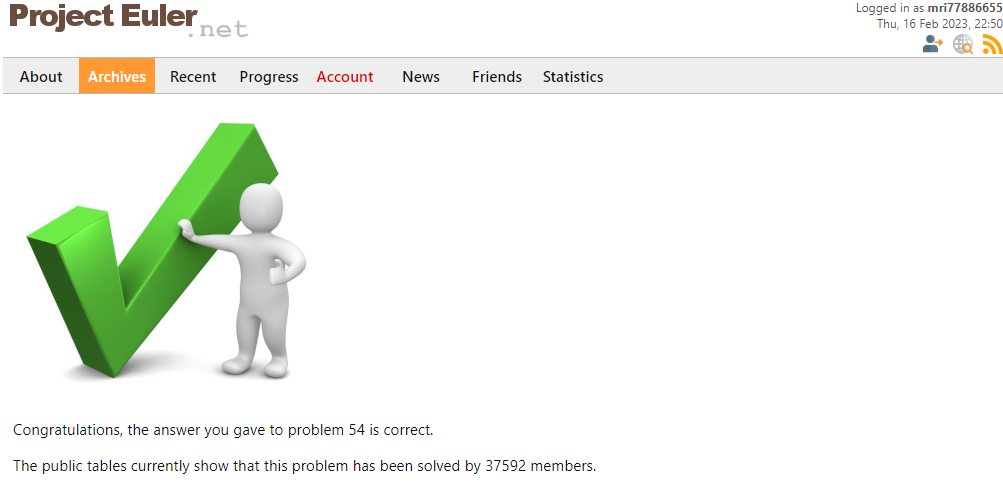 Project Euler.net
Logged in as mri77886655
Thu, 16 Feb 2023, 22:50
About Archives Recent Progress Account News Friends Statistics
Congratulations, the answer you gave to problem 54 is correct.
The public tables currently show that this problem has been solved by 37592 members.